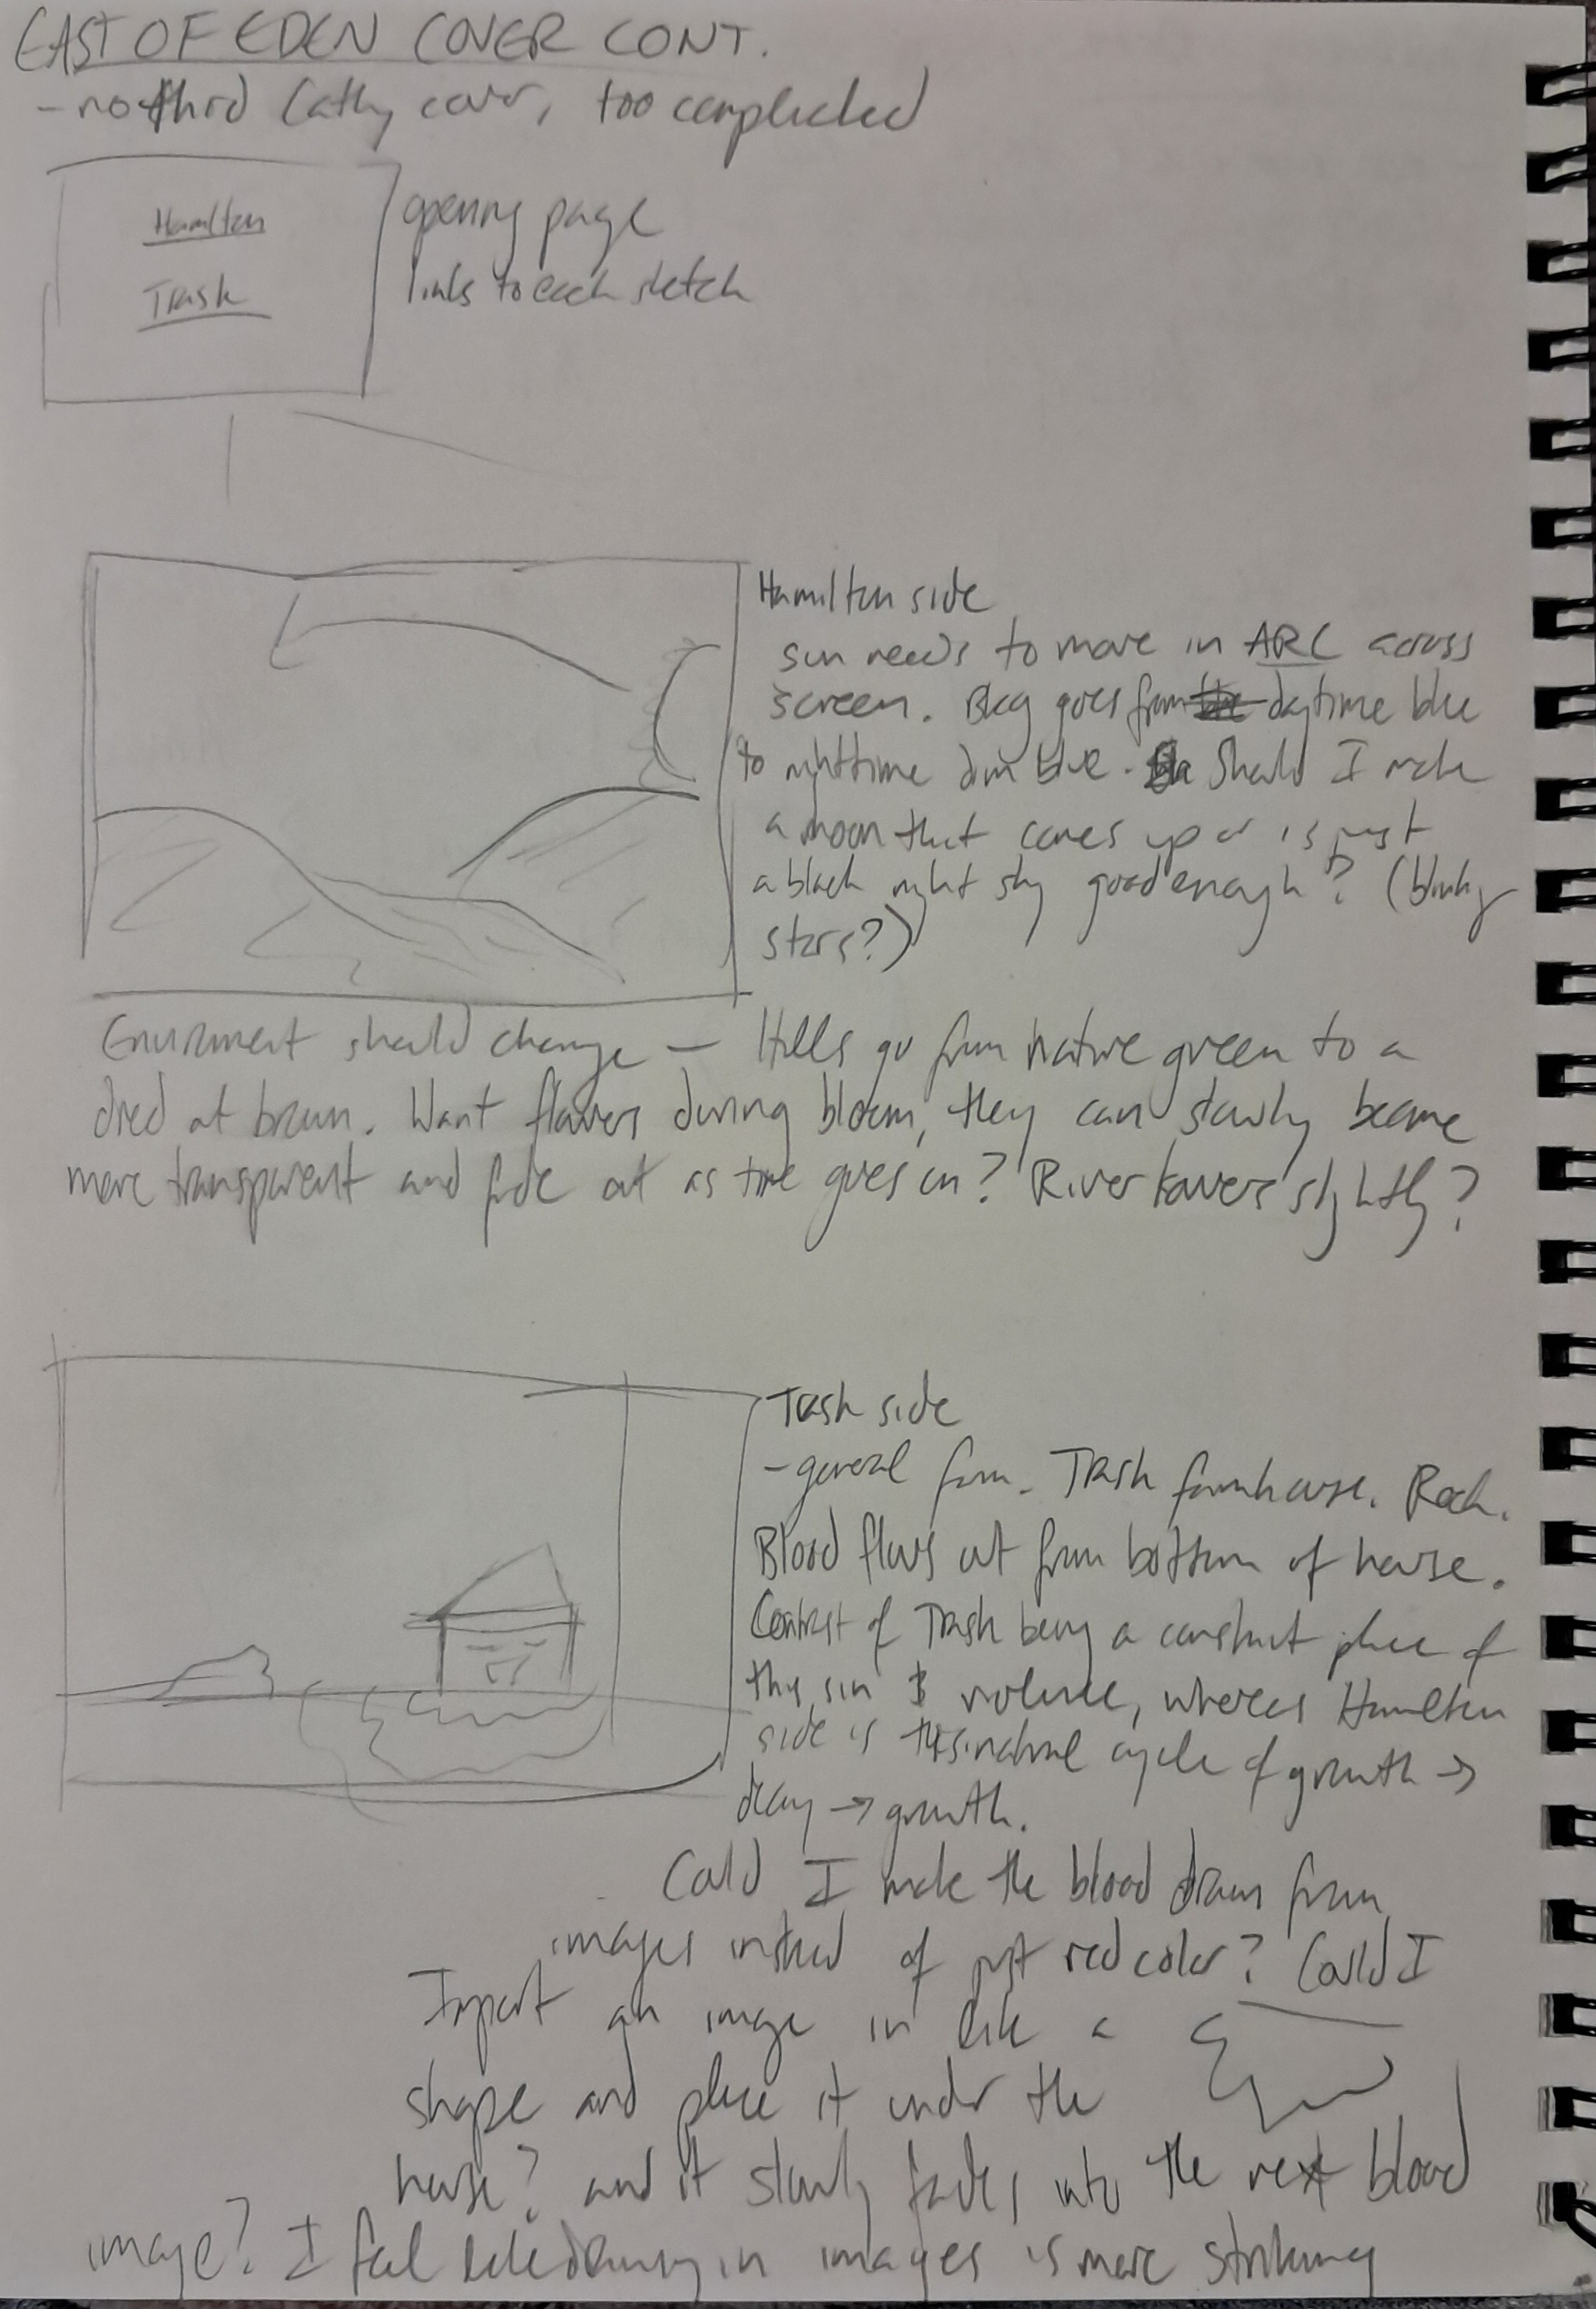 EAST OF EDEN COVER CONT.
- no third Cathy cover, too complicated
Hamilton
Trask
opening page
links to each sketch
Hamilton side
sun needs to move in ARC across
screen. Bkg goes from daytime blue
to nighttime dim blue. Should I make
a moon that comes up or is just
a black night sky good enough? (blinky
stars?)
Enviroment should change — Hills go from native green to a
dried out brown. Want flowers during bloom, they can slowly become
more transparent and fade out as time goes on? River lowers slightly?
Trask side
- general farm. Trask farmhouse. Rock.
Blood flows out from bottom of house.
Contrast of Trask being a constant place of
this sin & violence, whereas Hamilton
side is this natural cycle of growth →
decay → growth.
Could I make the blood drawn from
images instead of just red color? Could I
Import an image in like a
shape and place it under the
house? and it slowly fades into the next blood
image? I feel like drawing in images is more striking